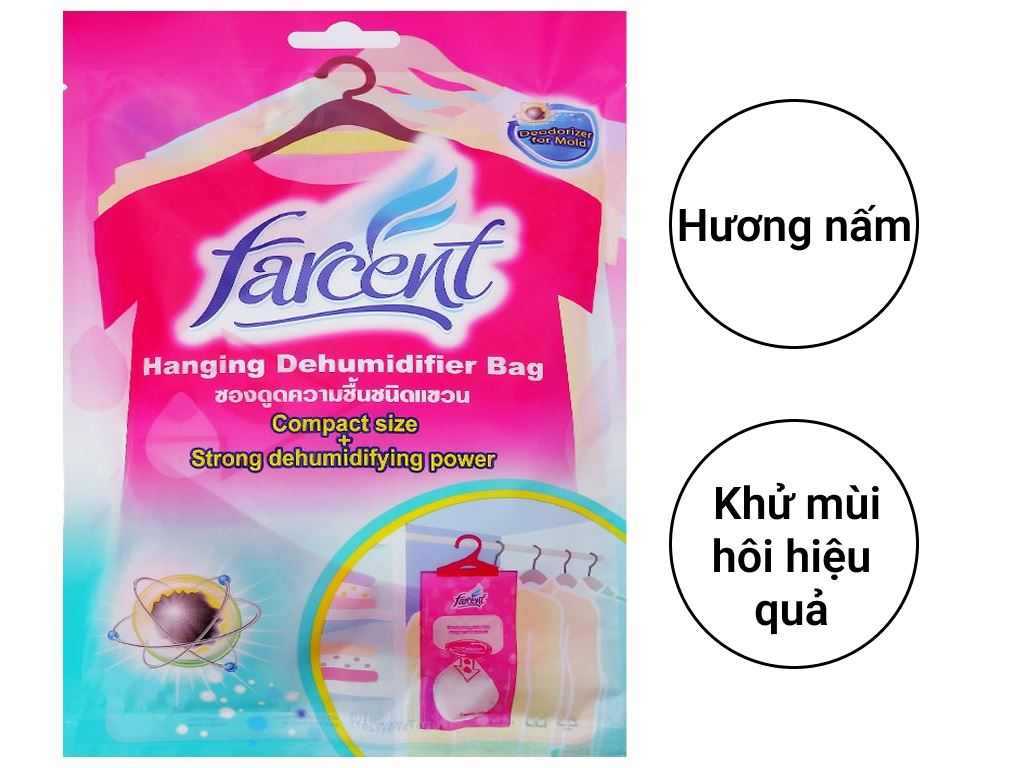 Deodorizer
for Mold
farcent
Hanging Dehumidifier Bag
ซองดูดความชื้นชนิดแขวน
Compact size
+
Strong dehumidifying power
farcent
Hương nấm
Khử mùi
hôi hiệu
quả